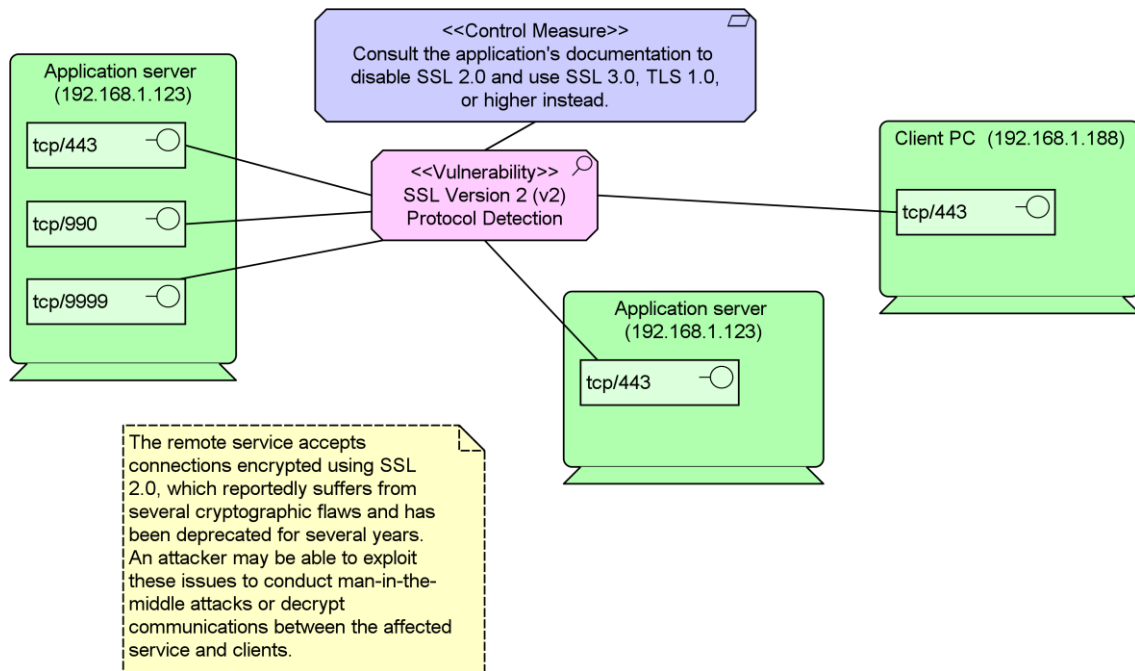 <<Control Measure>>
Consult the application's documentation to
disable SSL 2.0 and use SSL 3.0, TLS 1.0,
or higher instead.
Application server
(192.168.1.123)
tcp/443
tcp/990
tcp/9999
<<Vulnerability>>
SSL Version 2 (v2)
Protocol Detection
Client PC (192.168.1.188)
tcp/443
Application server
(192.168.1.123)
tcp/443
The remote service accepts
connections encrypted using SSL
2.0, which reportedly suffers from
several cryptographic flaws and has
been deprecated for several years.
An attacker may be able to exploit
these issues to conduct man-in-the-
middle attacks or decrypt
communications between the affected
service and clients.